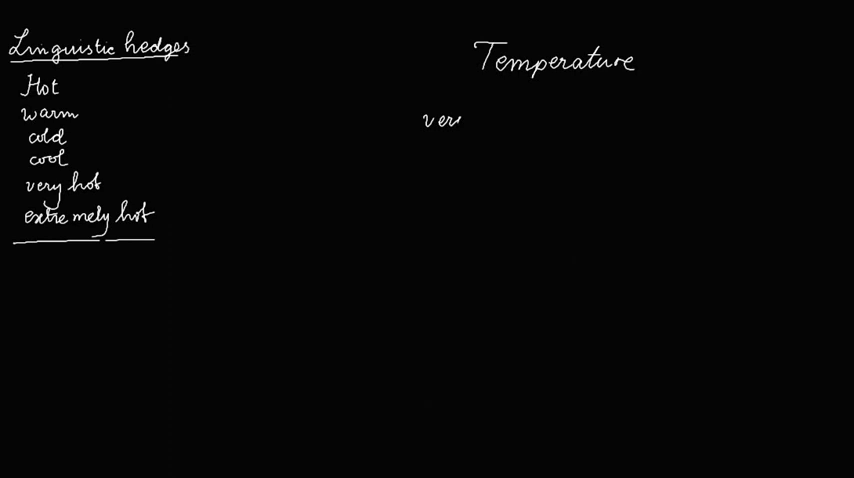 Linguistic hedges
Hot
warm
cold
cool
very hot
extremely hot
Temperature
ver